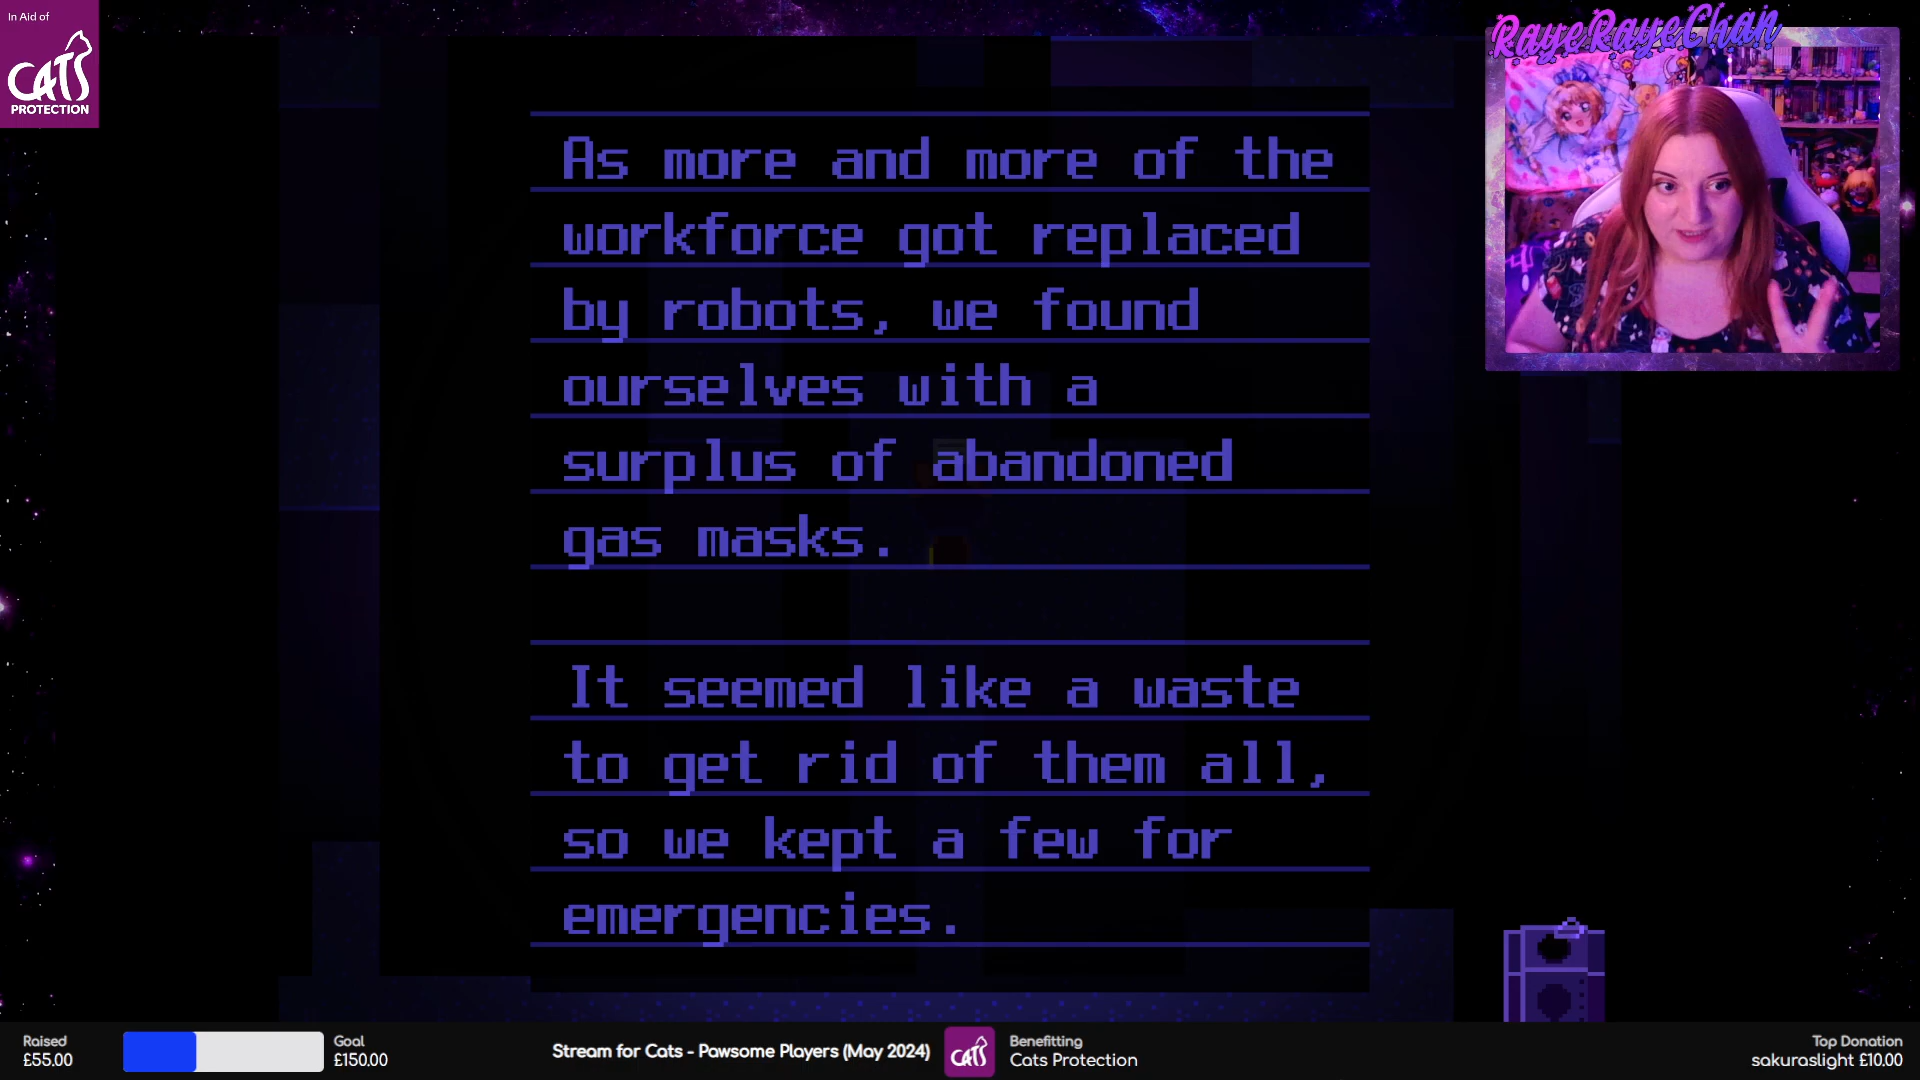 In Aid of
CATS
PROTECTION
RayeRayeChan
As more and more of the
workforce got replaced
by robots, we found
ourselves with a
surplus of abandoned
gas masks.
It seemed like a waste
to get rid of them all,
so we kept a few for
emergencies.
Raised
£55.00
Goal
£150.00
Stream for Cats - Pawsome Players (May 2024)
CATS
Benefitting
Cats Protection
Top Donation
sakuraslight £10.00